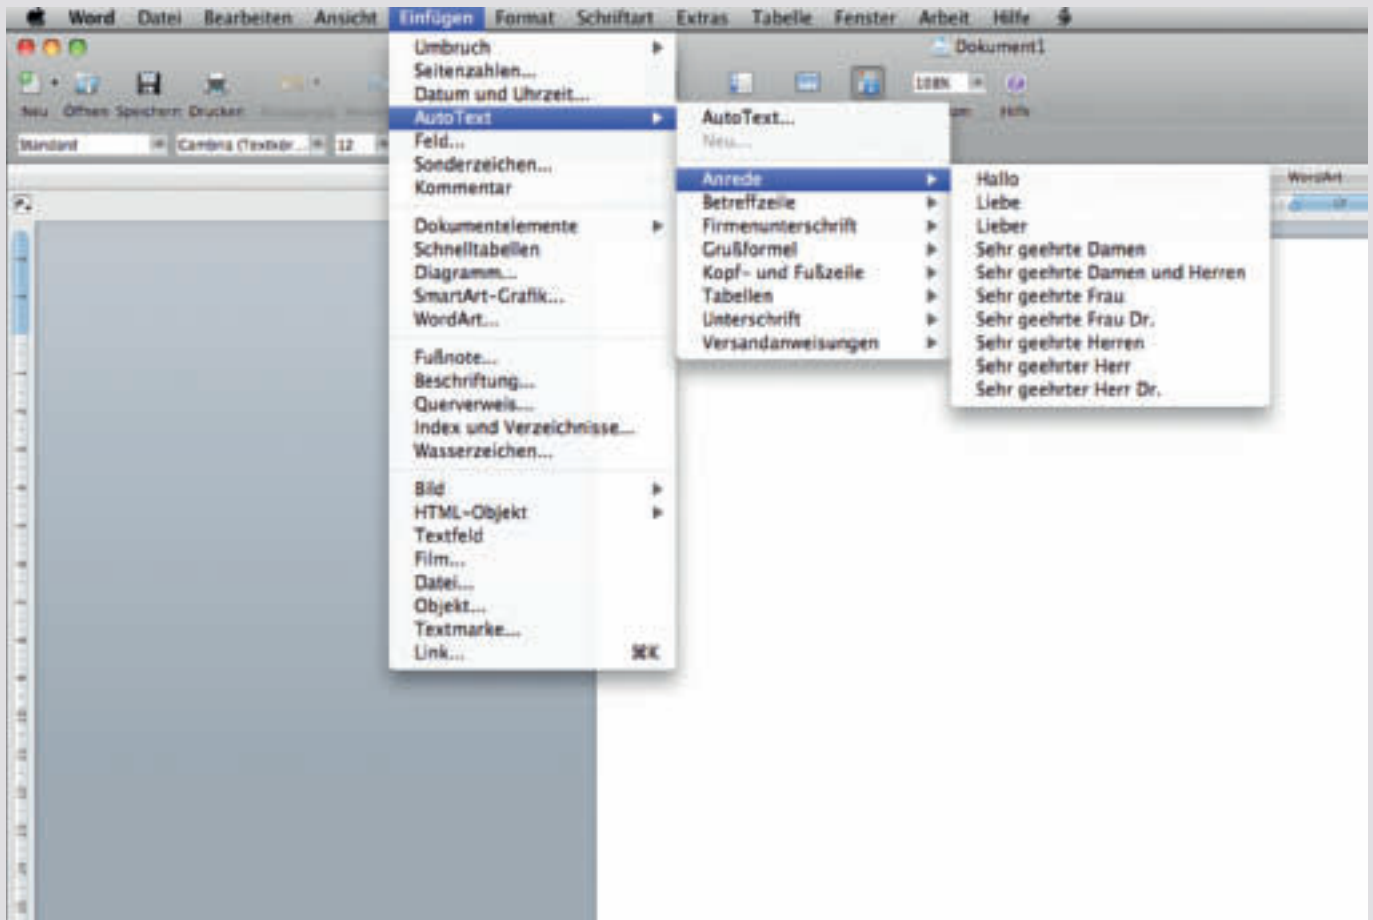 Word Datei Bearbeiten Ansicht Einfügen Format Schriftart Extras Tabelle Fenster Arbeit Hilfe
Dokument1
108%
Neu Öffnen Speichern Drucken Hilfe
Standard Cambria (Textkör... 12
Umbruch
Seitenzahlen...
Datum und Uhrzeit...
AutoText
Feld...
Sonderzeichen...
Kommentar
Dokumentelemente
Schnelltabellen
Diagramm...
SmartArt-Grafik...
WordArt...
Fußnote...
Beschriftung...
Querverweis...
Index und Verzeichnisse...
Wasserzeichen...
Bild
HTML-Objekt
Textfeld
Film...
Datei...
Objekt...
Textmarke...
Link... ⌘K
AutoText...
Neu...
Anrede
Betreffzeile
Firmenunterschrift
Grußformel
Kopf- und Fußzeile
Tabellen
Unterschrift
Versandanweisungen
Hallo
Liebe
Lieber
Sehr geehrte Damen
Sehr geehrte Damen und Herren
Sehr geehrte Frau
Sehr geehrte Frau Dr.
Sehr geehrte Herren
Sehr geehrter Herr
Sehr geehrter Herr Dr.
WordArt